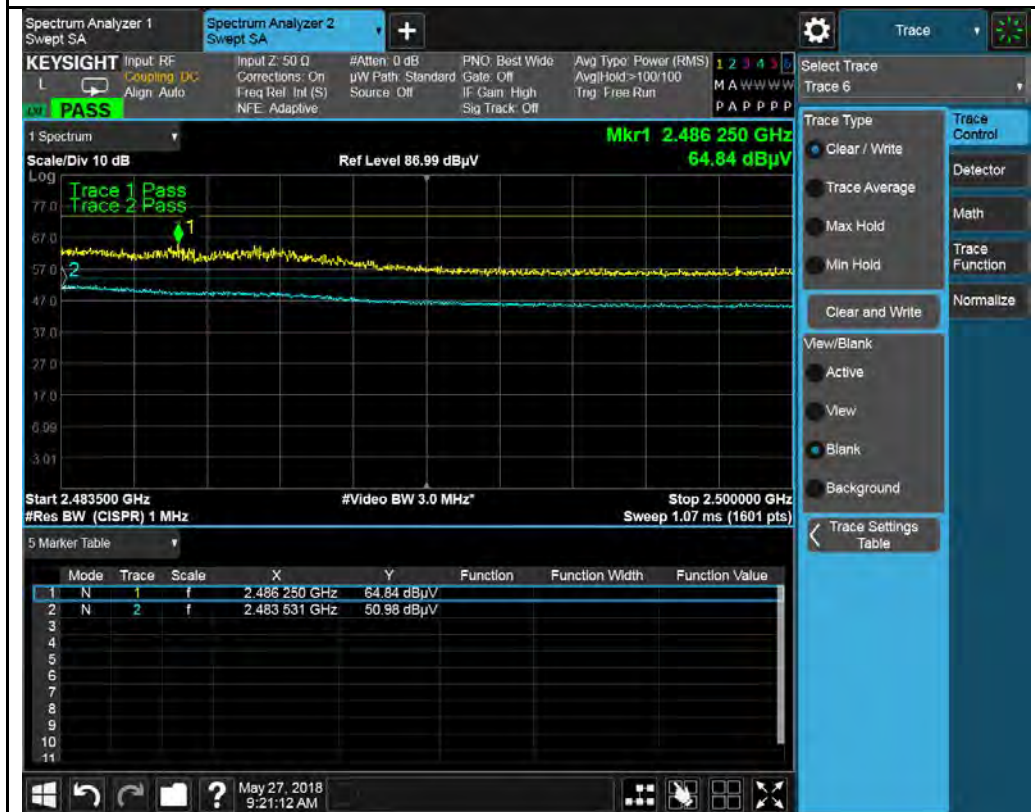 Spectrum Analyzer 1
Swept SA
Spectrum Analyzer 2
Swept SA
+
Trace
KEYSIGHT
L
PASS
Input: RF
Coupling: DC
Align: Auto
Input Z: 50 Ω
Corrections: On
Freq Ref: Int (S)
NFE: Adaptive
#Atten: 0 dB
µW Path: Standard
Source: Off
PNO: Best Wide
Gate: Off
IF Gain: High
Sig Track: Off
Avg Type: Power (RMS)
Avg|Hold:>100/100
Trig: Free Run
1 2 3 4 5 6
M A W W W W
P A P P P P
1 Spectrum
Scale/Div 10 dB
Ref Level 86.99 dBµV
Mkr1 2.486 250 GHz
64.84 dBµV
Log
Trace 1 Pass
Trace 2 Pass
77.0
67.0
57.0
47.0
37.0
27.0
17.0
6.99
-3.01
1
2
Start 2.483500 GHz
#Video BW 3.0 MHz*
Stop 2.500000 GHz
#Res BW (CISPR) 1 MHz
Sweep 1.07 ms (1601 pts)
5 Marker Table
Mode Trace Scale X Y Function Function Width Function Value
1 N 1 f 2.486 250 GHz 64.84 dBµV
2 N 2 f 2.483 531 GHz 50.98 dBµV
3
4
5
6
7
8
9
10
11
?
May 27, 2018
9:21:12 AM
Select Trace
Trace 6
Trace Type
Clear / Write
Trace Average
Max Hold
Min Hold
Clear and Write
View/Blank
Active
View
Blank
Background
Trace Settings
Table
Trace
Control
Detector
Math
Trace
Function
Normalize